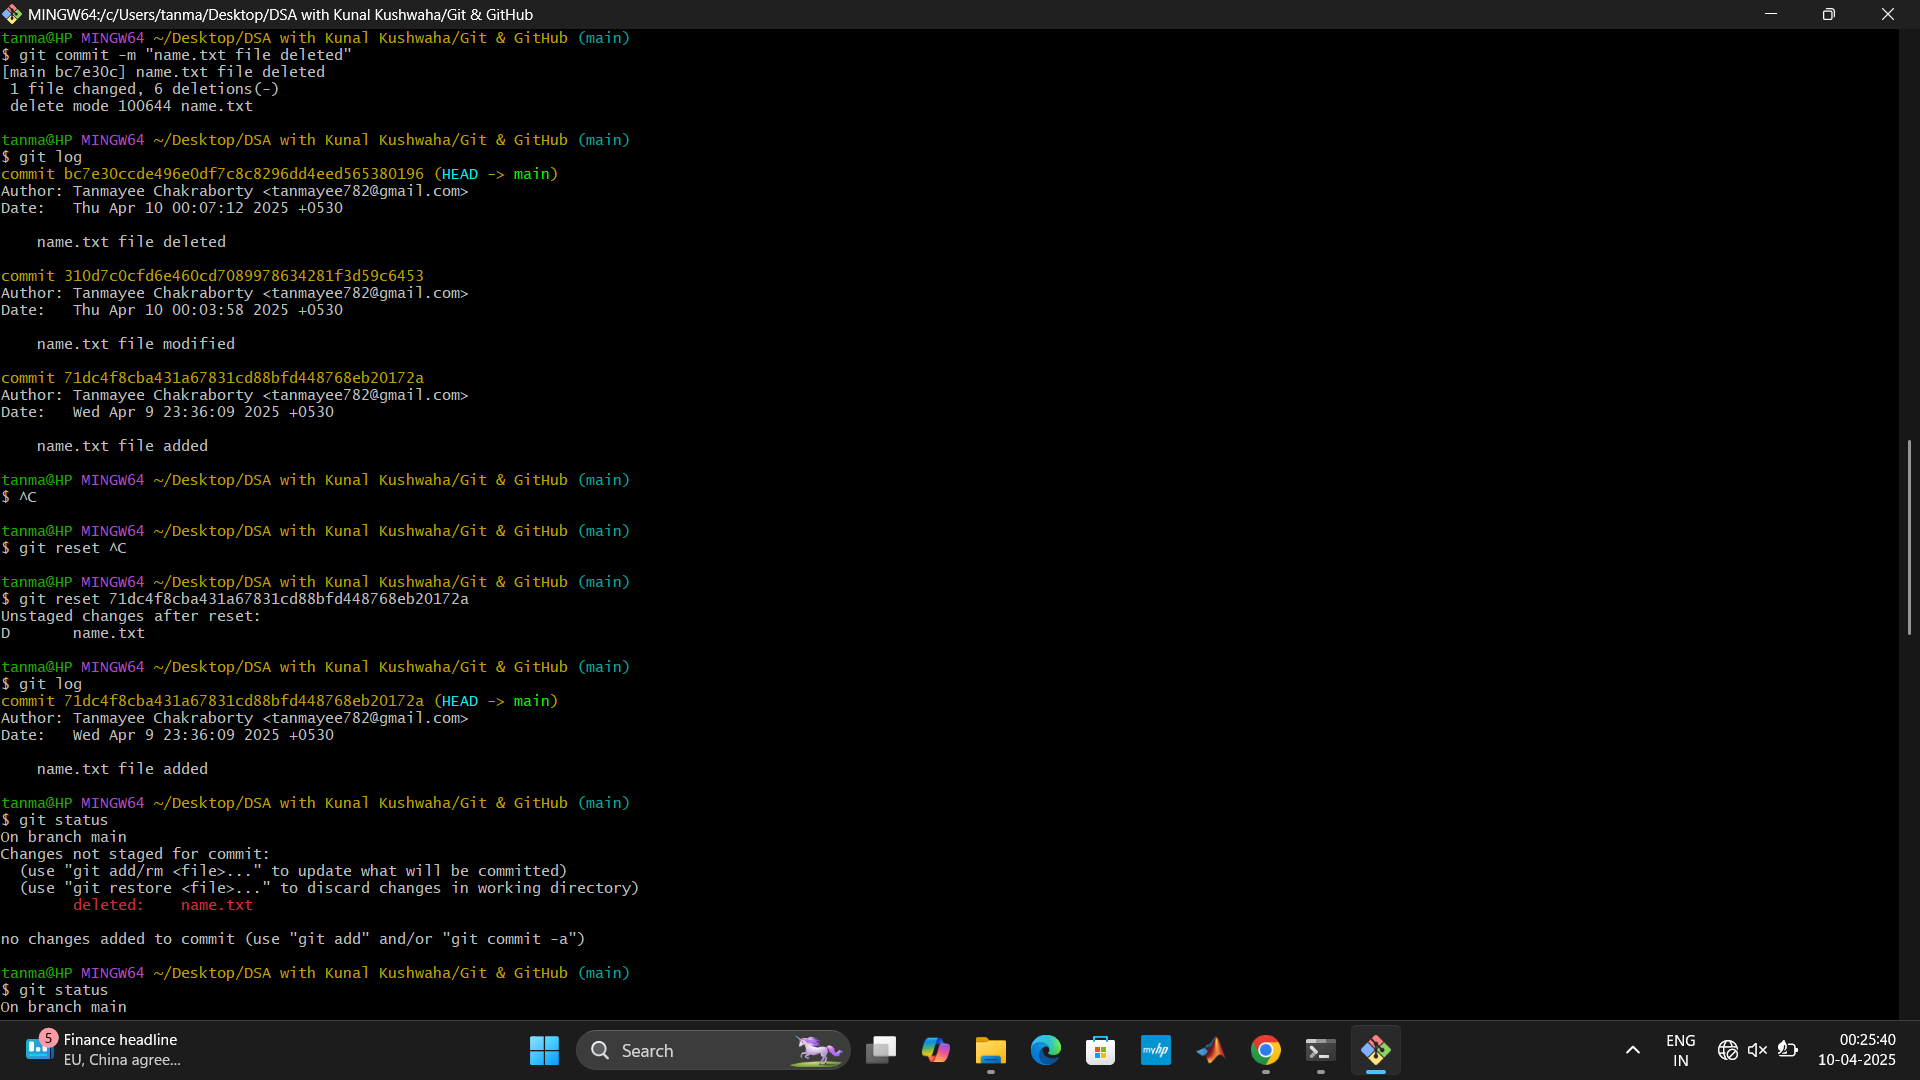 MINGW64:/c/Users/tanma/Desktop/DSA with Kunal Kushwaha/Git & GitHub
tanma@HP MINGW64 ~/Desktop/DSA with Kunal Kushwaha/Git & GitHub (main)
$ git commit -m "name.txt file deleted"
[main bc7e30c] name.txt file deleted
 1 file changed, 6 deletions(-)
 delete mode 100644 name.txt
tanma@HP MINGW64 ~/Desktop/DSA with Kunal Kushwaha/Git & GitHub (main)
$ git log
commit bc7e30ccde496e0df7c8c8296dd4eed565380196 (HEAD -> main)
Author: Tanmayee Chakraborty <tanmayee782@gmail.com>
Date:   Thu Apr 10 00:07:12 2025 +0530
    name.txt file deleted
commit 310d7c0cfd6e460cd7089978634281f3d59c6453
Author: Tanmayee Chakraborty <tanmayee782@gmail.com>
Date:   Thu Apr 10 00:03:58 2025 +0530
    name.txt file modified
commit 71dc4f8cba431a67831cd88bfd448768eb20172a
Author: Tanmayee Chakraborty <tanmayee782@gmail.com>
Date:   Wed Apr 9 23:36:09 2025 +0530
    name.txt file added
tanma@HP MINGW64 ~/Desktop/DSA with Kunal Kushwaha/Git & GitHub (main)
$ ^C
tanma@HP MINGW64 ~/Desktop/DSA with Kunal Kushwaha/Git & GitHub (main)
$ git reset ^C
tanma@HP MINGW64 ~/Desktop/DSA with Kunal Kushwaha/Git & GitHub (main)
$ git reset 71dc4f8cba431a67831cd88bfd448768eb20172a
Unstaged changes after reset:
D       name.txt
tanma@HP MINGW64 ~/Desktop/DSA with Kunal Kushwaha/Git & GitHub (main)
$ git log
commit 71dc4f8cba431a67831cd88bfd448768eb20172a (HEAD -> main)
Author: Tanmayee Chakraborty <tanmayee782@gmail.com>
Date:   Wed Apr 9 23:36:09 2025 +0530
    name.txt file added
tanma@HP MINGW64 ~/Desktop/DSA with Kunal Kushwaha/Git & GitHub (main)
$ git status
On branch main
Changes not staged for commit:
  (use "git add/rm <file>..." to update what will be committed)
  (use "git restore <file>..." to discard changes in working directory)
        deleted:    name.txt
no changes added to commit (use "git add" and/or "git commit -a")
tanma@HP MINGW64 ~/Desktop/DSA with Kunal Kushwaha/Git & GitHub (main)
$ git status
On branch main
5
Finance headline
EU, China agree...
Search
myhp
ENG
IN
00:25:40
10-04-2025